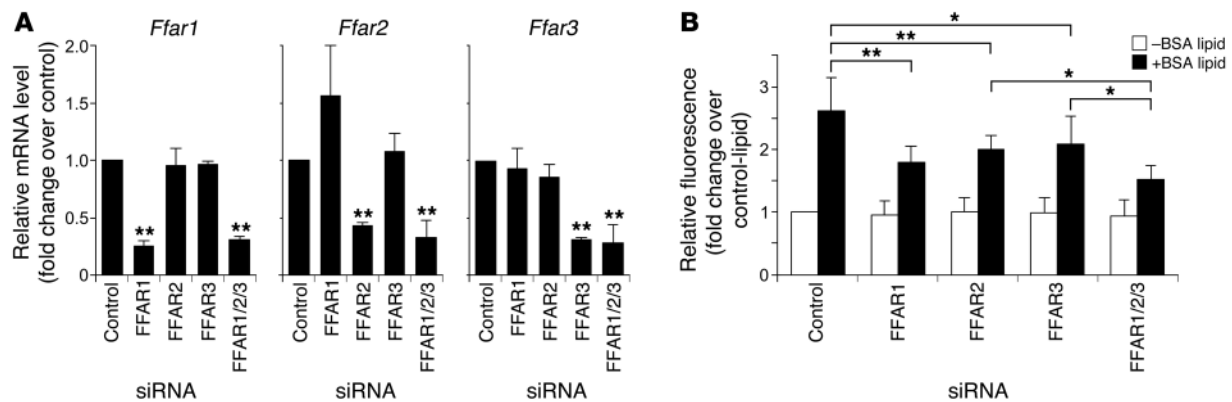 A
Ffar1
Ffar2
Ffar3
Relative mRNA level
(fold change over control)
2.0
1.5
1.0
0.5
0
**
**
**
**
**
**
Control
FFAR1
FFAR2
FFAR3
FFAR1/2/3
Control
FFAR1
FFAR2
FFAR3
FFAR1/2/3
Control
FFAR1
FFAR2
FFAR3
FFAR1/2/3
siRNA
siRNA
siRNA
B
*
**
**
*
*
–BSA lipid
+BSA lipid
Relative fluorescence
(fold change over
control-lipid)
3
2
1
0
Control
FFAR1
FFAR2
FFAR3
FFAR1/2/3
siRNA